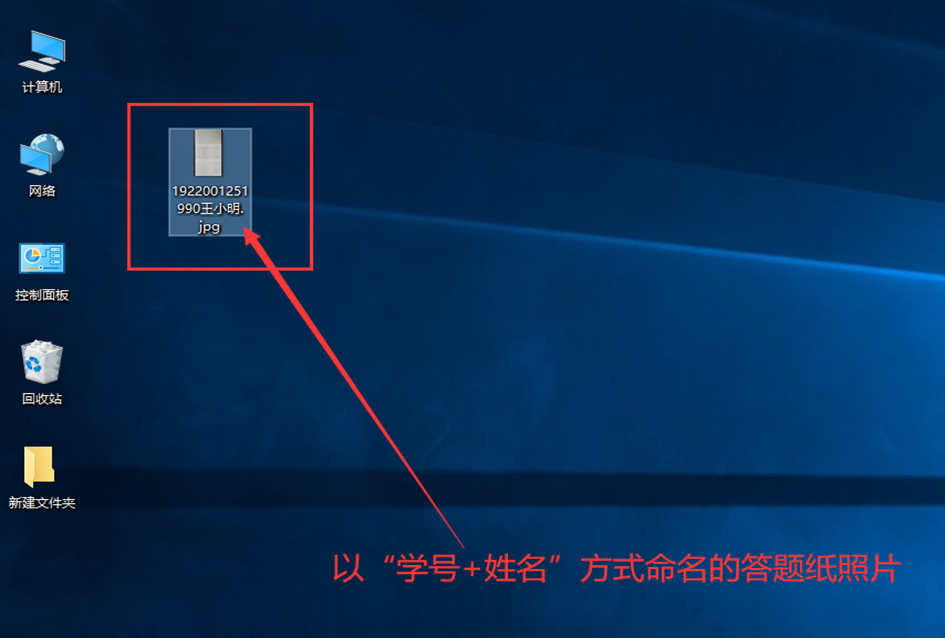 计算机
网络
控制面板
回收站
新建文件夹
1922001251
990王小明.
jpg
以“学号+姓名”方式命名的答题纸照片